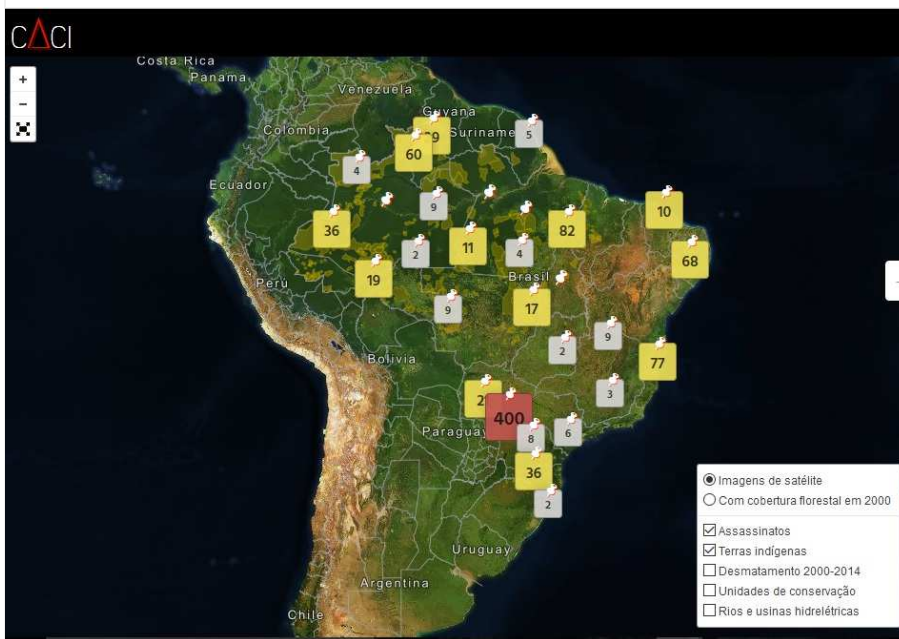 CACI
Costa Rica
Panama
+
−
Venezuela
Guyana
Colombia
Suriname
5
60
4
Ecuador
9
10
36
82
11
2
4
68
19
Brasil
Perú
17
9
9
2
77
Bolivia
3
400
Paraguay
8
6
36
2
Uruguay
Argentina
Chile
Imagens de satélite
Com cobertura florestal em 2000
Assassinatos
Terras indígenas
Desmatamento 2000-2014
Unidades de conservação
Rios e usinas hidrelétricas